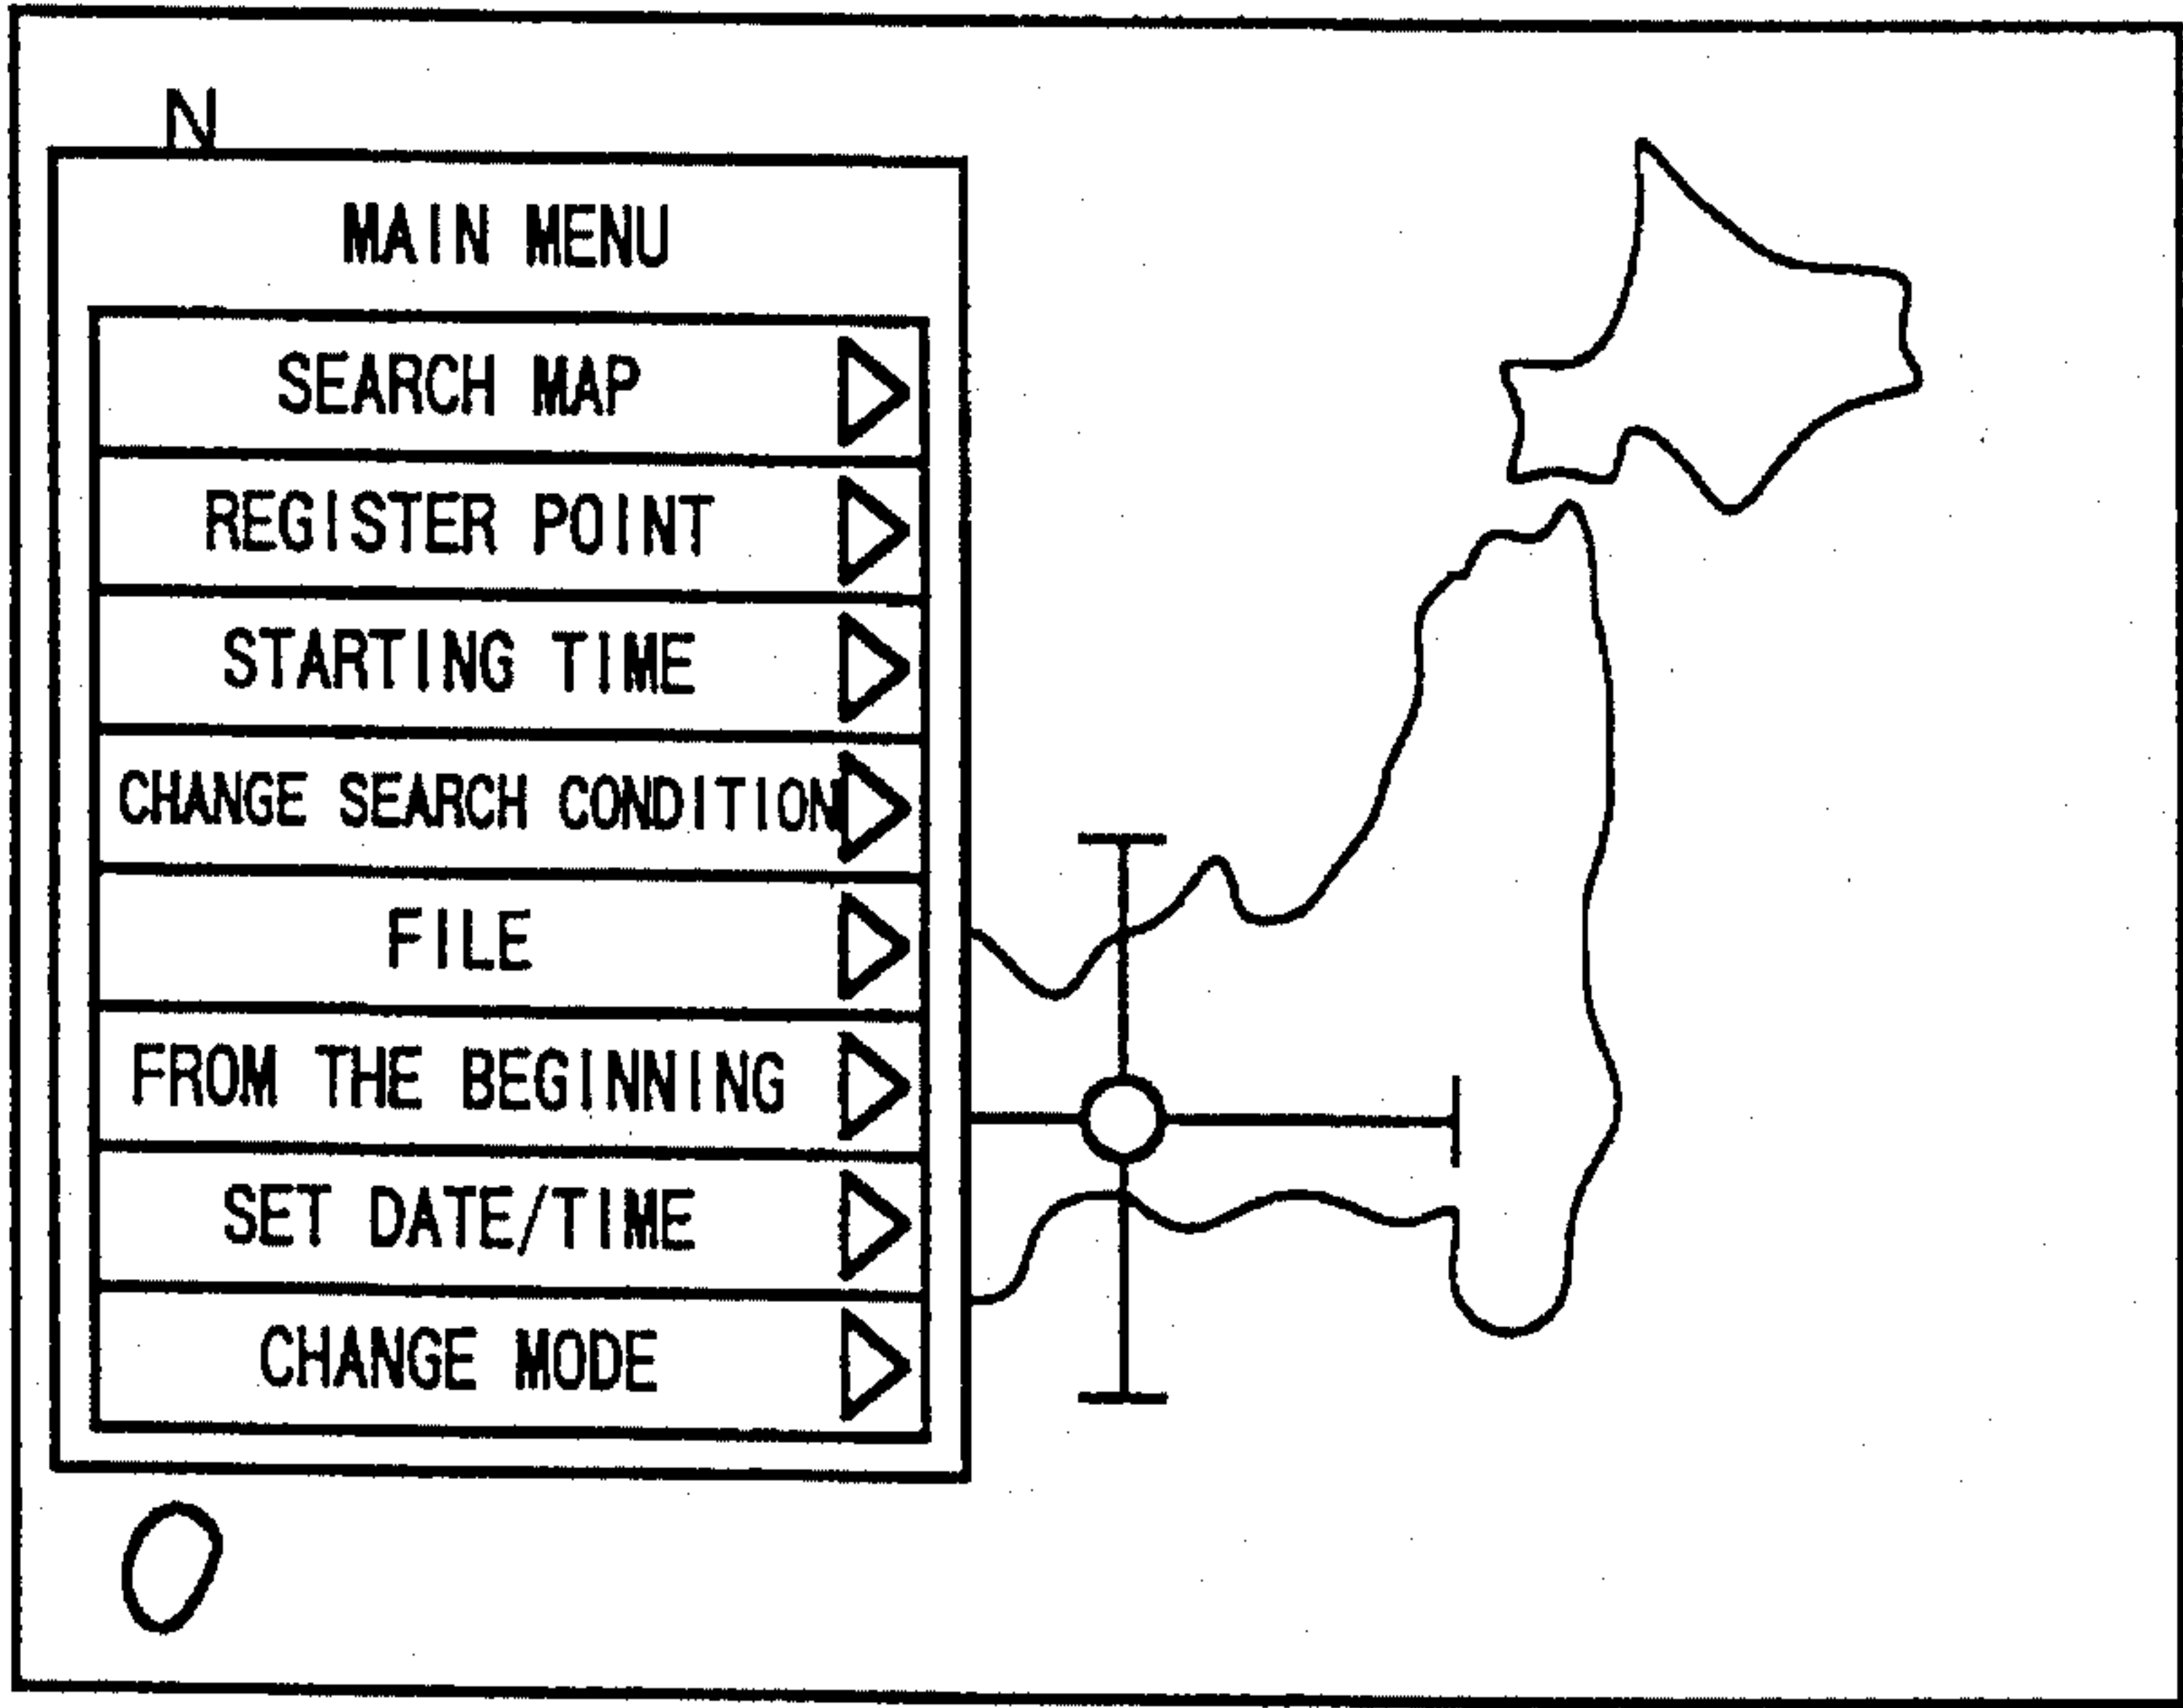 N
MAIN MENU
SEARCH MAP
REGISTER POINT
STARTING TIME
CHANGE SEARCH CONDITION
FILE
FROM THE BEGINNING
SET DATE/TIME
CHANGE MODE